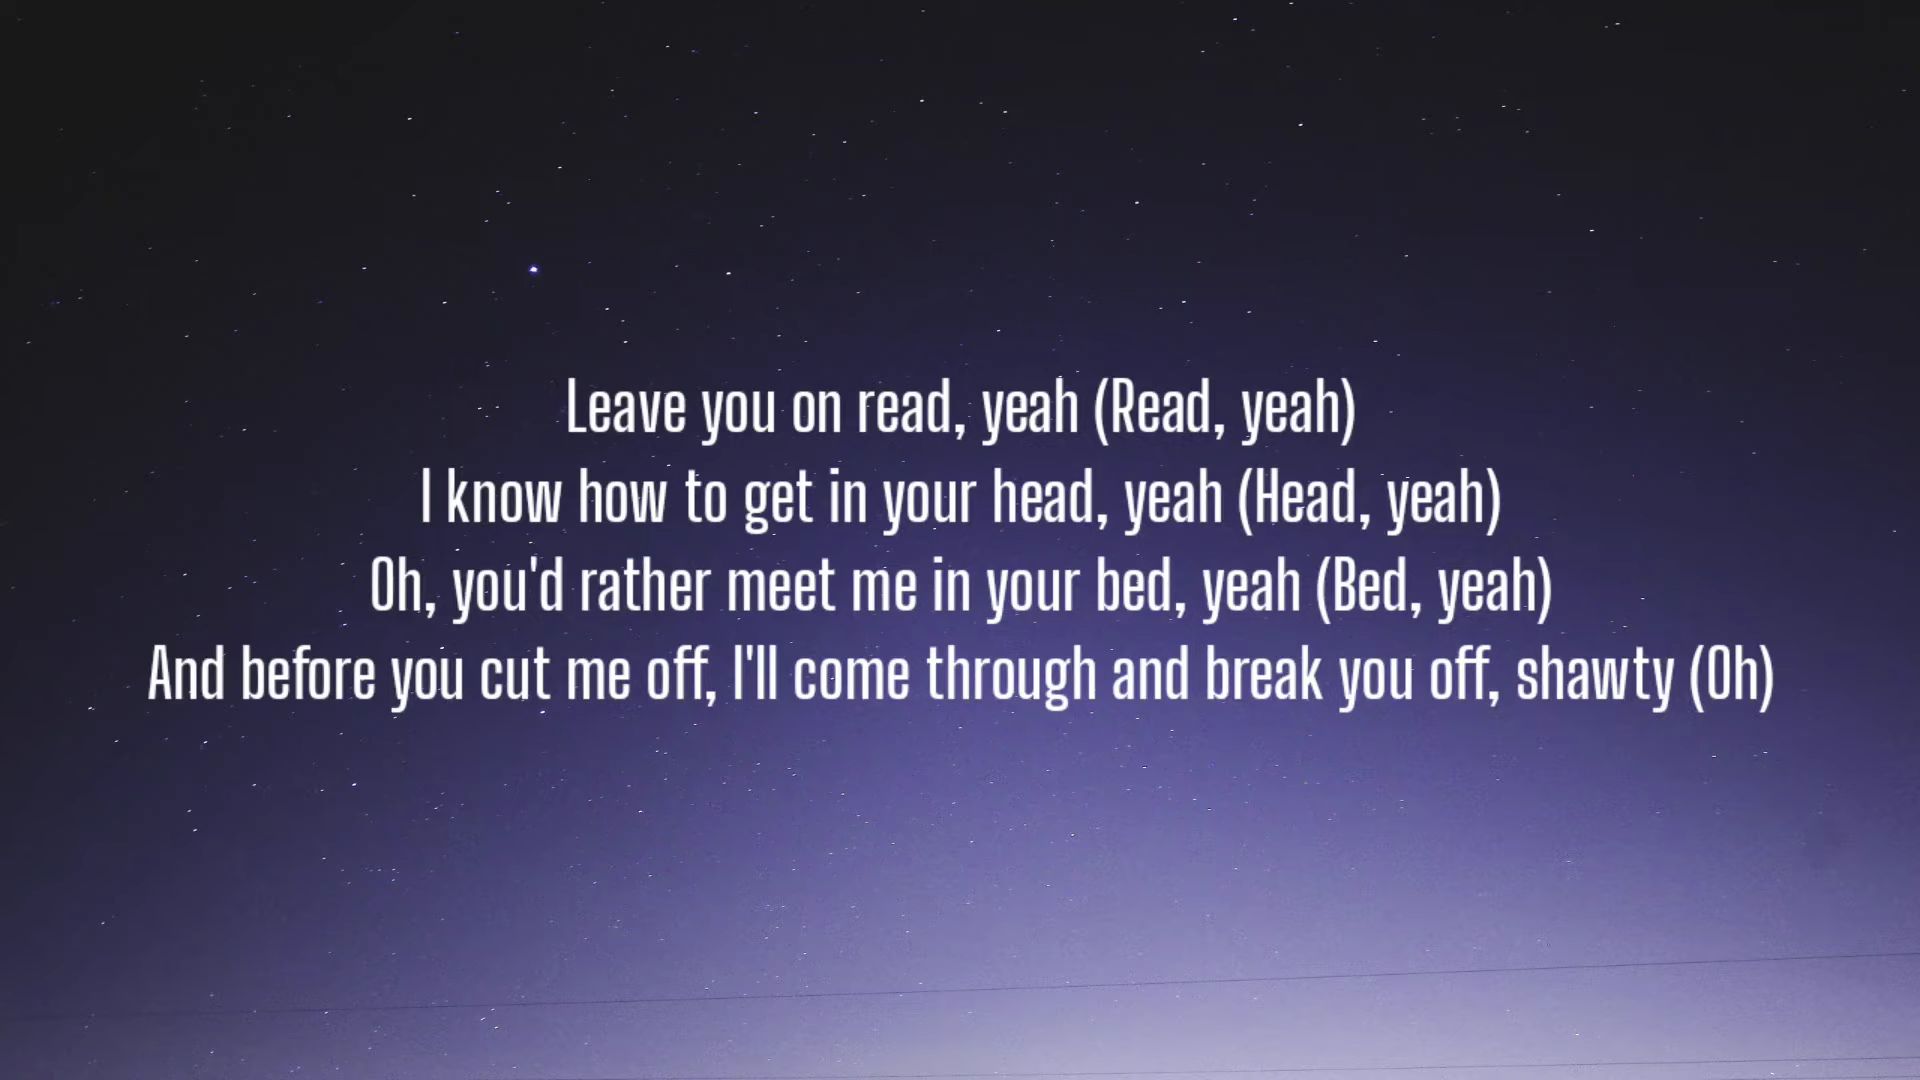 Leave you on read, yeah (Read, yeah)
I know how to get in your head, yeah (Head, yeah)
Oh, you'd rather meet me in your bed, yeah (Bed, yeah)
And before you cut me off, I'll come through and break you off, shawty (Oh)